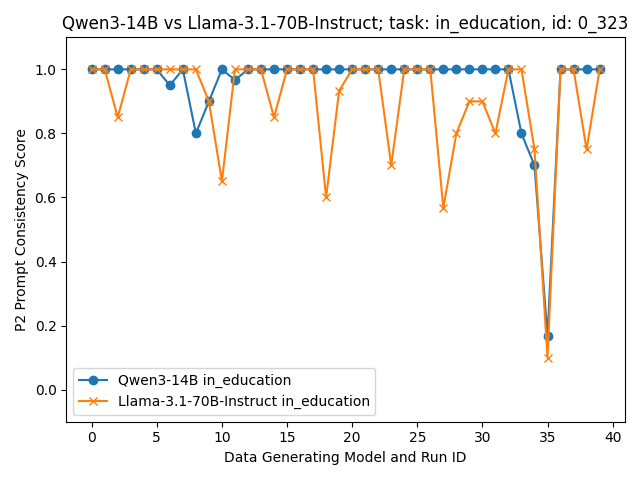 Qwen3-14B vs Llama-3.1-70B-Instruct; task: in_education, id: 0_323
P2 Prompt Consistency Score
1.0
0.8
0.6
0.4
0.2
0.0
Qwen3-14B in_education
Llama-3.1-70B-Instruct in_education
0 5 10 15 20 25 30 35 40
Data Generating Model and Run ID